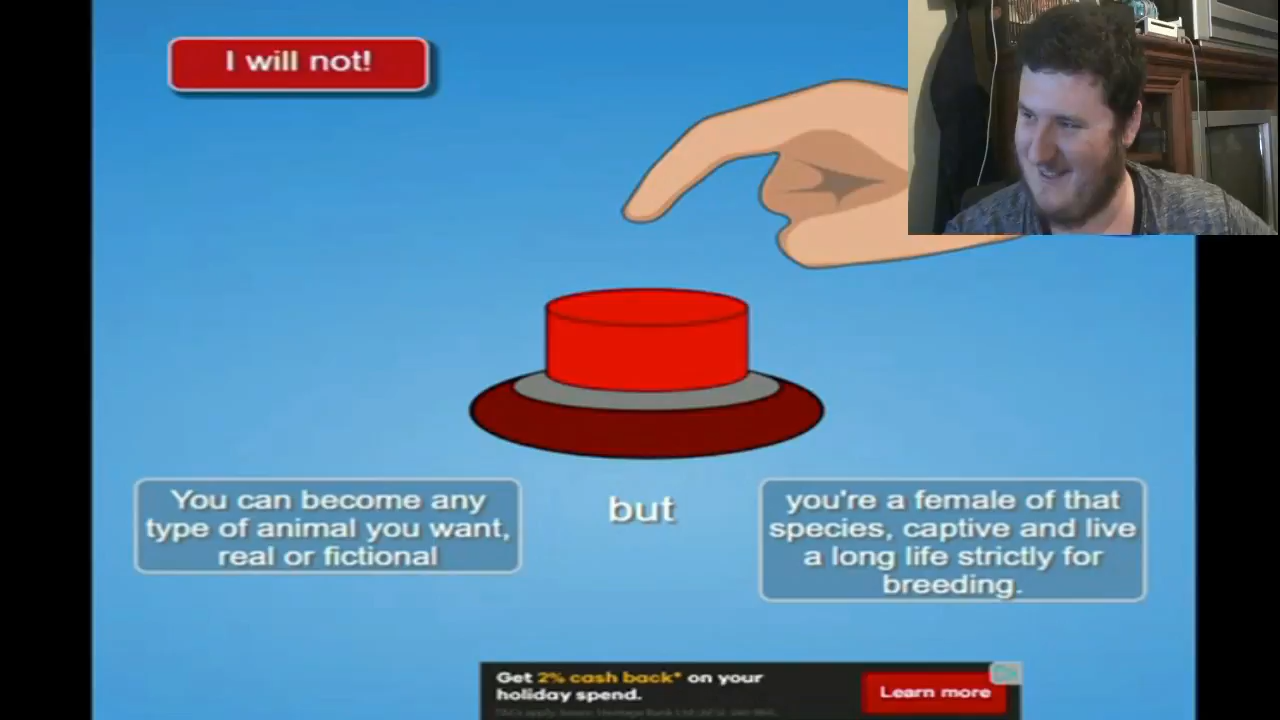 I will not!
You can become any
type of animal you want,
real or fictional
but
you're a female of that
species, captive and live
a long life strictly for
breeding.
Get 2% cash back* on your
holiday spend.
Learn more